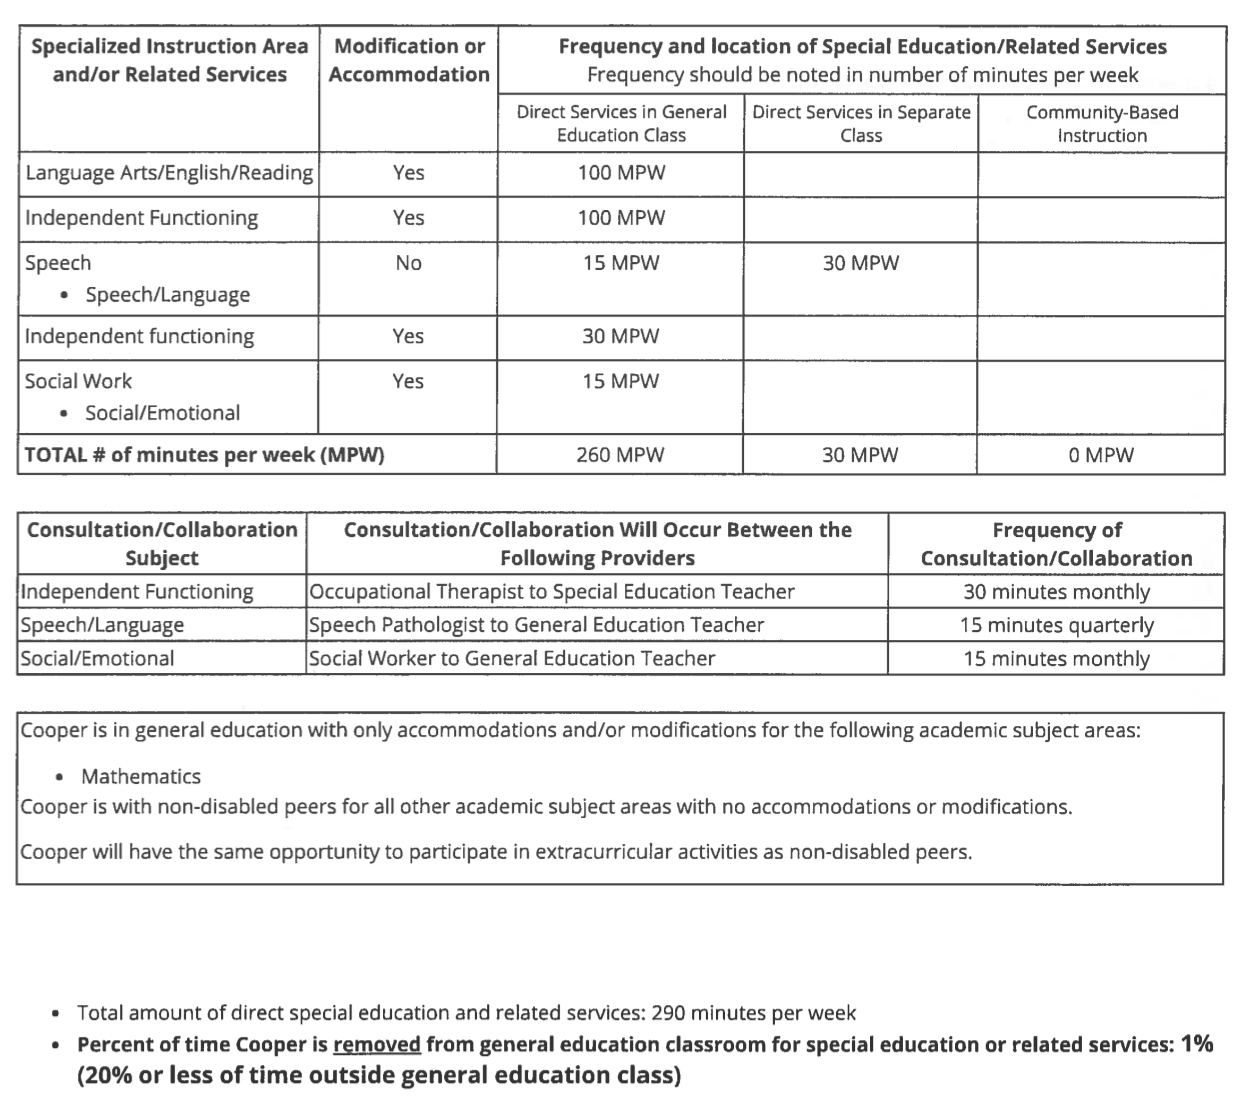 Specialized Instruction Area
and/or Related Services
Modification or
Accommodation
Frequency and location of Special Education/Related Services
Frequency should be noted in number of minutes per week
Direct Services in General
Education Class
Direct Services in Separate
Class
Community-Based
Instruction
Language Arts/English/Reading Yes 100 MPW
Independent Functioning Yes 100 MPW
Speech No 15 MPW 30 MPW
• Speech/Language
Independent functioning Yes 30 MPW
Social Work Yes 15 MPW
• Social/Emotional
TOTAL # of minutes per week (MPW) 260 MPW 30 MPW 0 MPW
Consultation/Collaboration
Subject
Consultation/Collaboration Will Occur Between the
Following Providers
Frequency of
Consultation/Collaboration
Independent Functioning Occupational Therapist to Special Education Teacher 30 minutes monthly
Speech/Language Speech Pathologist to General Education Teacher 15 minutes quarterly
Social/Emotional Social Worker to General Education Teacher 15 minutes monthly
Cooper is in general education with only accommodations and/or modifications for the following academic subject areas:
• Mathematics
Cooper is with non-disabled peers for all other academic subject areas with no accommodations or modifications.
Cooper will have the same opportunity to participate in extracurricular activities as non-disabled peers.
• Total amount of direct special education and related services: 290 minutes per week
• Percent of time Cooper is removed from general education classroom for special education or related services: 1%
(20% or less of time outside general education class)